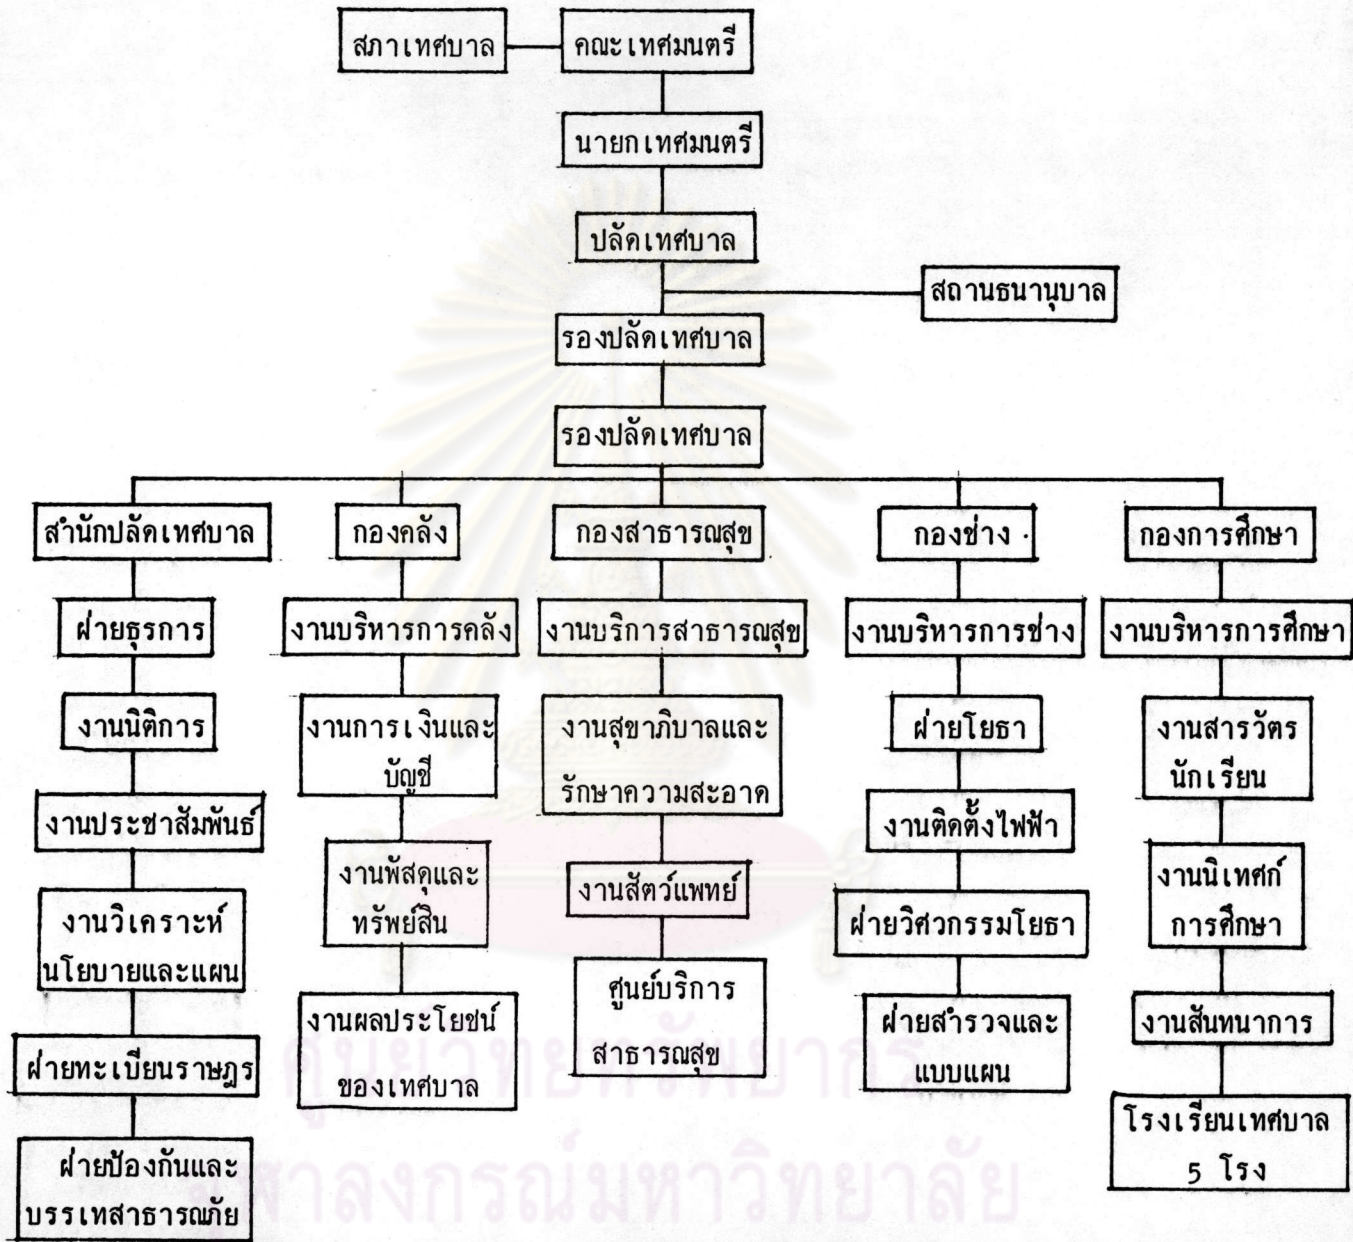 สภาเทศบาล
คณะเทศมนตรี
นายกเทศมนตรี
ปลัดเทศบาล
สถานธนานุบาล
รองปลัดเทศบาล
รองปลัดเทศบาล
สำนักปลัดเทศบาล
กองคลัง
กองสาธารณสุข
กองช่าง
กองการศึกษา
ฝ่ายธุรการ
งานบริหารการคลัง
งานบริการสาธารณสุข
งานบริหารการช่าง
งานบริหารการศึกษา
งานนิติการ
งานการเงินและ
บัญชี
งานสุขาภิบาลและ
รักษาความสะอาด
ฝ่ายโยธา
งานสารวัตร
นักเรียน
งานประชาสัมพันธ์
งานพัสดุและ
ทรัพย์สิน
งานสัตว์แพทย์
งานติดตั้งไฟฟ้า
งานนิเทศก์
การศึกษา
งานวิเคราะห์
นโยบายและแผน
งานผลประโยชน์
ของเทศบาล
ศูนย์บริการ
สาธารณสุข
ฝ่ายวิศวกรรมโยธา
งานสันทนาการ
ฝ่ายทะเบียนราษฎร
ฝ่ายสำรวจและ
แบบแผน
โรงเรียนเทศบาล
5 โรง
ฝ่ายป้องกันและ
บรรเทสาธารณภัย
ศูนย์วิทยทรัพยากร
จุฬาลงกรณ์มหาวิทยาลัย